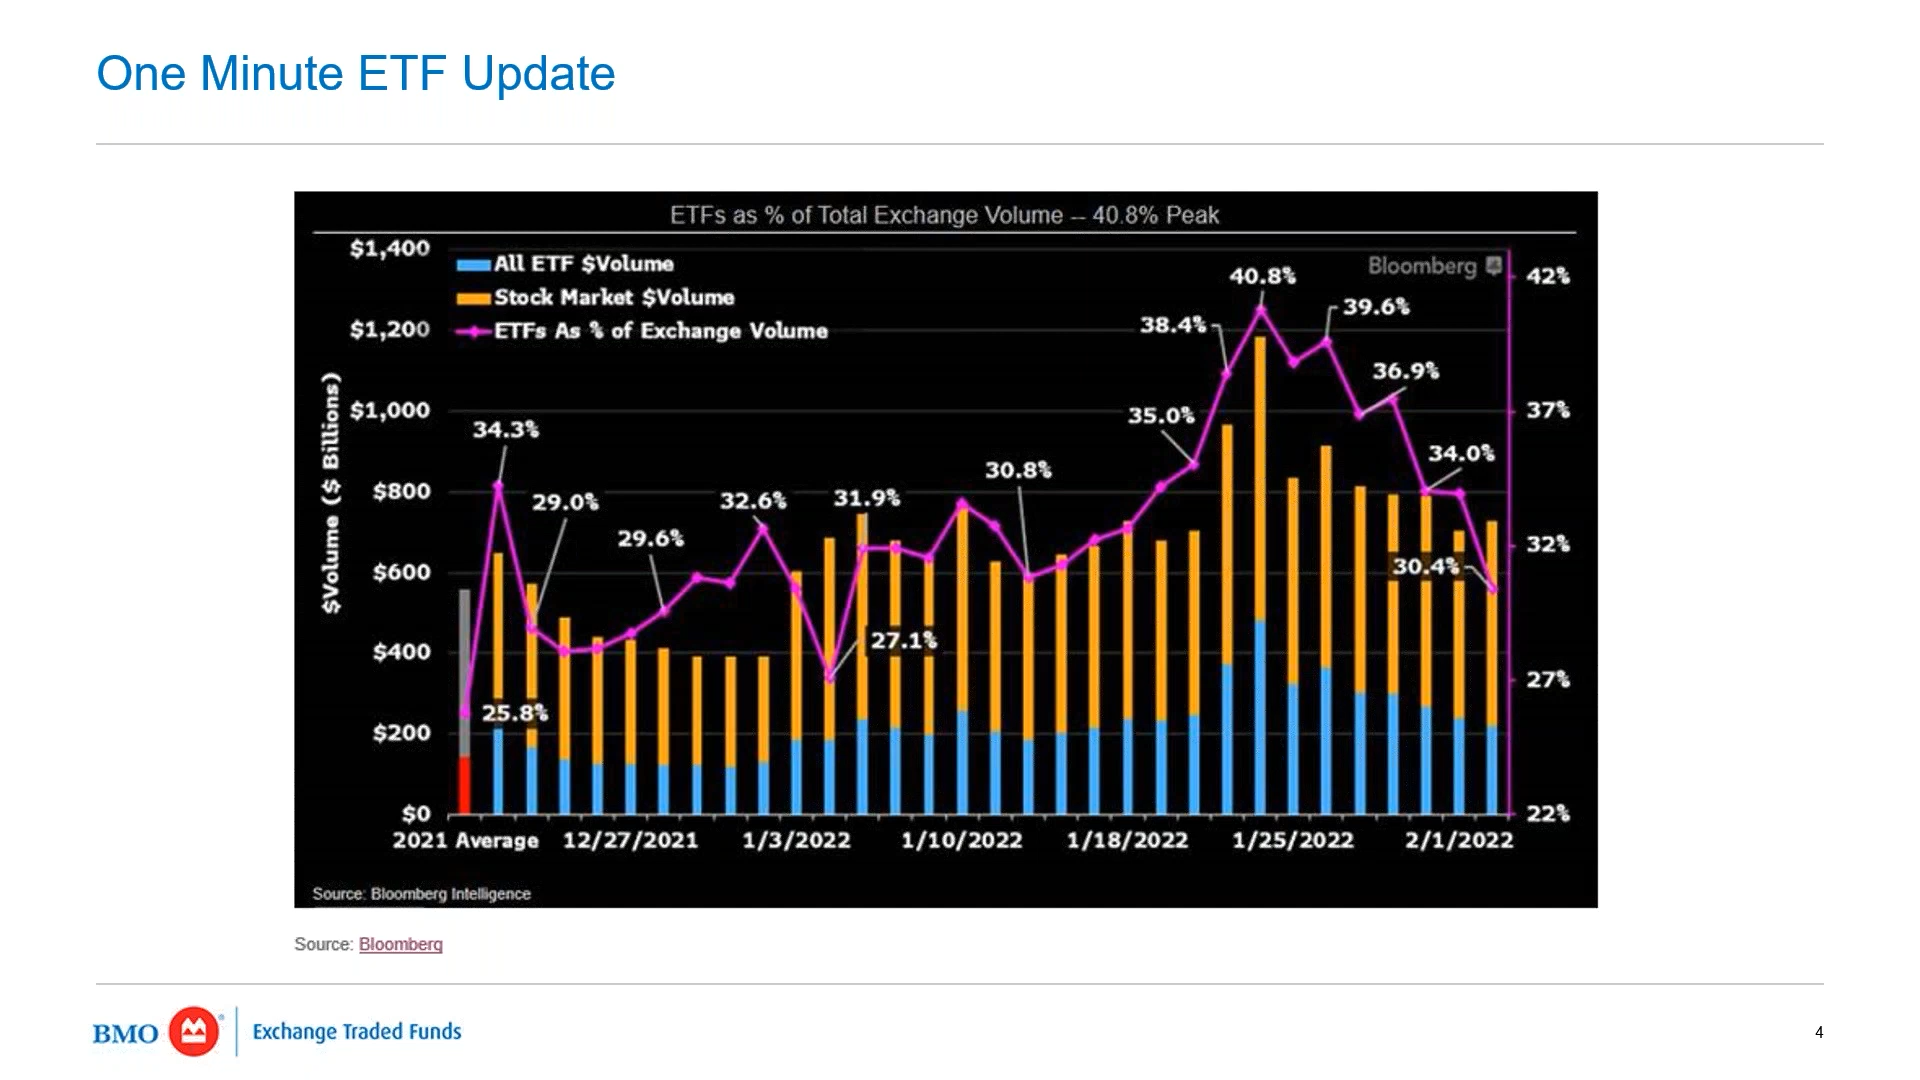 One Minute ETF Update
ETFs as % of Total Exchange Volume -- 40.8% Peak
$1,400
$1,200
$1,000
$800
$600
$400
$200
$0
$Volume ($ Billions)
All ETF $Volume
Stock Market $Volume
ETFs As % of Exchange Volume
Bloomberg
42%
37%
32%
27%
22%
25.8%
34.3%
29.0%
29.6%
32.6%
31.9%
27.1%
30.8%
35.0%
38.4%
40.8%
39.6%
36.9%
34.0%
30.4%
2021 Average 12/27/2021 1/3/2022 1/10/2022 1/18/2022 1/25/2022 2/1/2022
Source: Bloomberg Intelligence
Source: Bloomberg
BMO Exchange Traded Funds
4